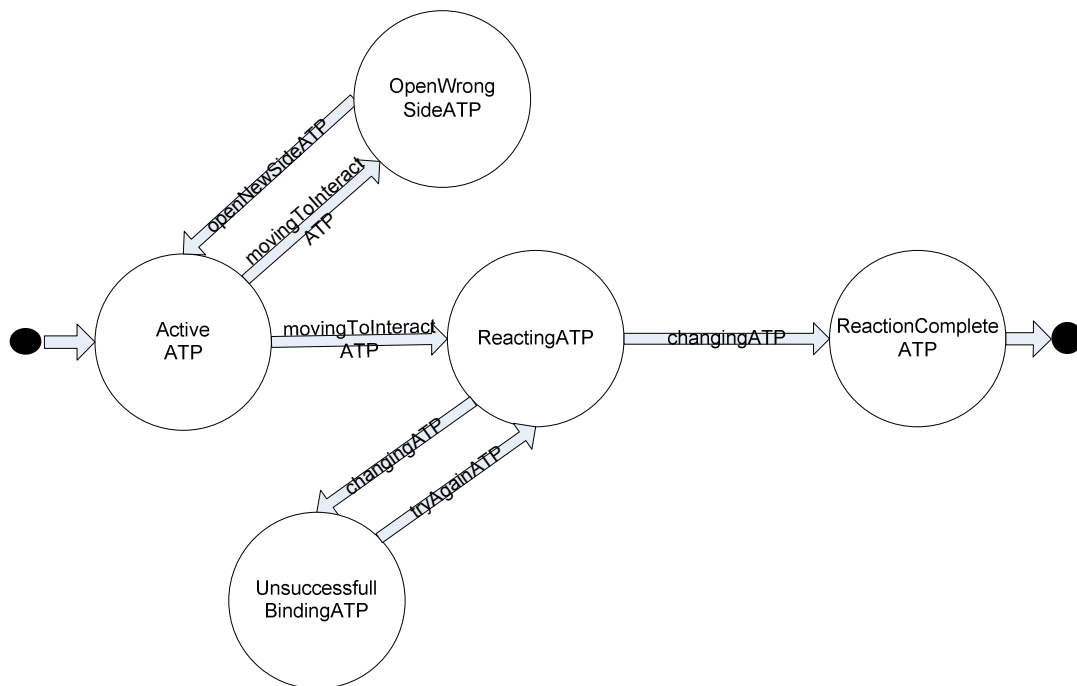 OpenWrong
SideATP
openNewSideATP
movingToInteract
ATP
Active
ATP
movingToInteract
ATP
ReactingATP
changingATP
ReactionComplete
ATP
changingATP
tryAgainATP
Unsuccessfull
BindingATP